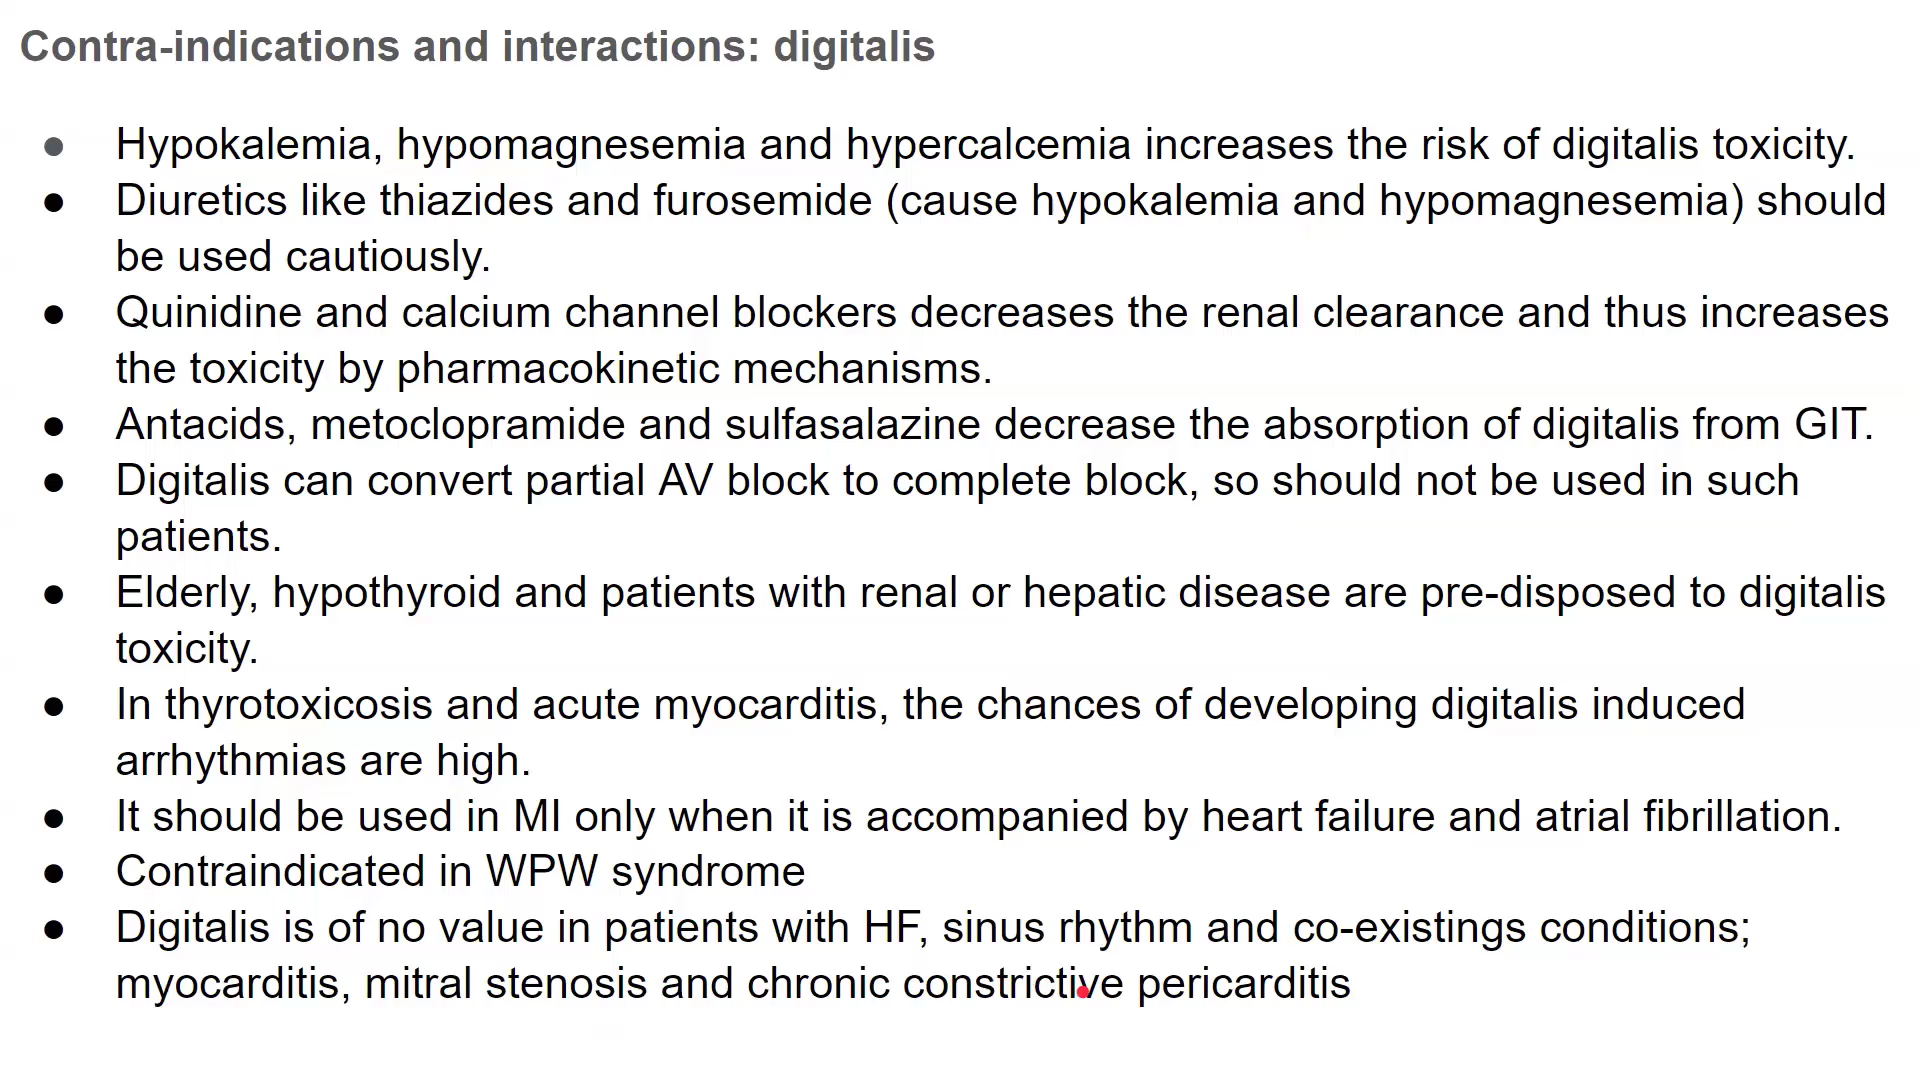 Contra-indications and interactions: digitalis
● Hypokalemia, hypomagnesemia and hypercalcemia increases the risk of digitalis toxicity.
● Diuretics like thiazides and furosemide (cause hypokalemia and hypomagnesemia) should
be used cautiously.
● Quinidine and calcium channel blockers decreases the renal clearance and thus increases
the toxicity by pharmacokinetic mechanisms.
● Antacids, metoclopramide and sulfasalazine decrease the absorption of digitalis from GIT.
● Digitalis can convert partial AV block to complete block, so should not be used in such
patients.
● Elderly, hypothyroid and patients with renal or hepatic disease are pre-disposed to digitalis
toxicity.
● In thyrotoxicosis and acute myocarditis, the chances of developing digitalis induced
arrhythmias are high.
● It should be used in MI only when it is accompanied by heart failure and atrial fibrillation.
● Contraindicated in WPW syndrome
● Digitalis is of no value in patients with HF, sinus rhythm and co-existings conditions;
myocarditis, mitral stenosis and chronic constrictive pericarditis